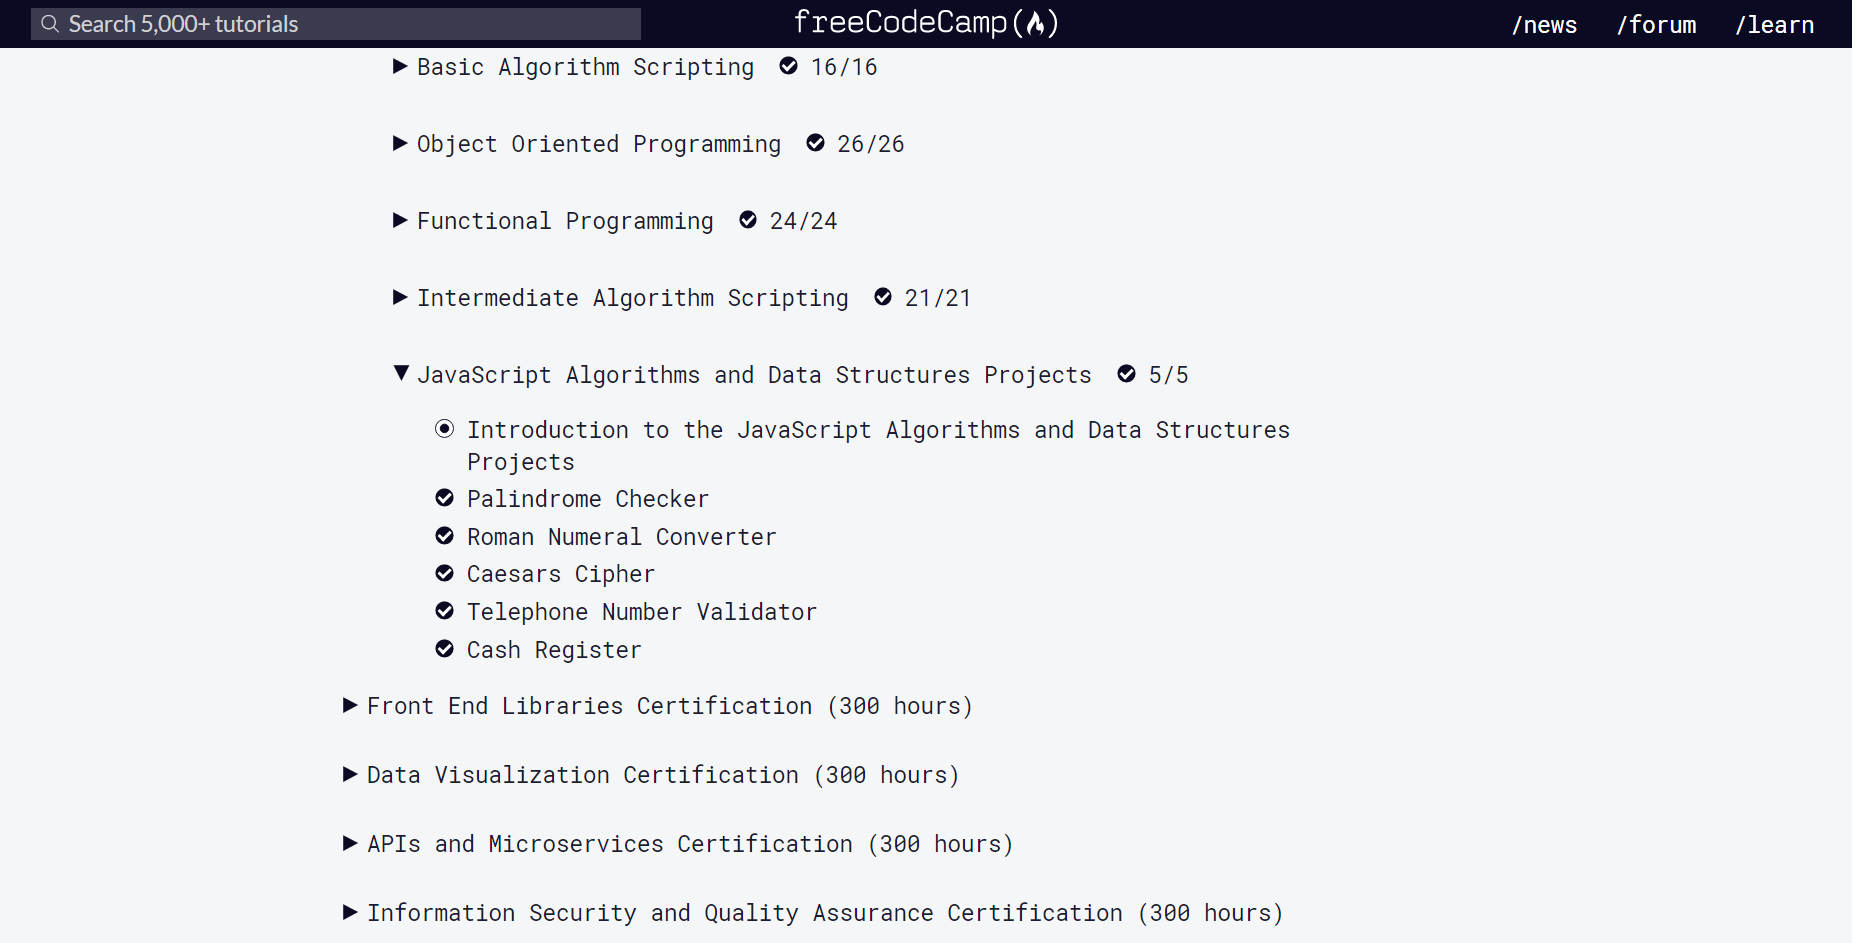 Search 5,000+ tutorials
freeCodeCamp
/news /forum /learn
Basic Algorithm Scripting 16/16
Object Oriented Programming 26/26
Functional Programming 24/24
Intermediate Algorithm Scripting 21/21
JavaScript Algorithms and Data Structures Projects 5/5
Introduction to the JavaScript Algorithms and Data Structures
Projects
Palindrome Checker
Roman Numeral Converter
Caesars Cipher
Telephone Number Validator
Cash Register
Front End Libraries Certification (300 hours)
Data Visualization Certification (300 hours)
APIs and Microservices Certification (300 hours)
Information Security and Quality Assurance Certification (300 hours)